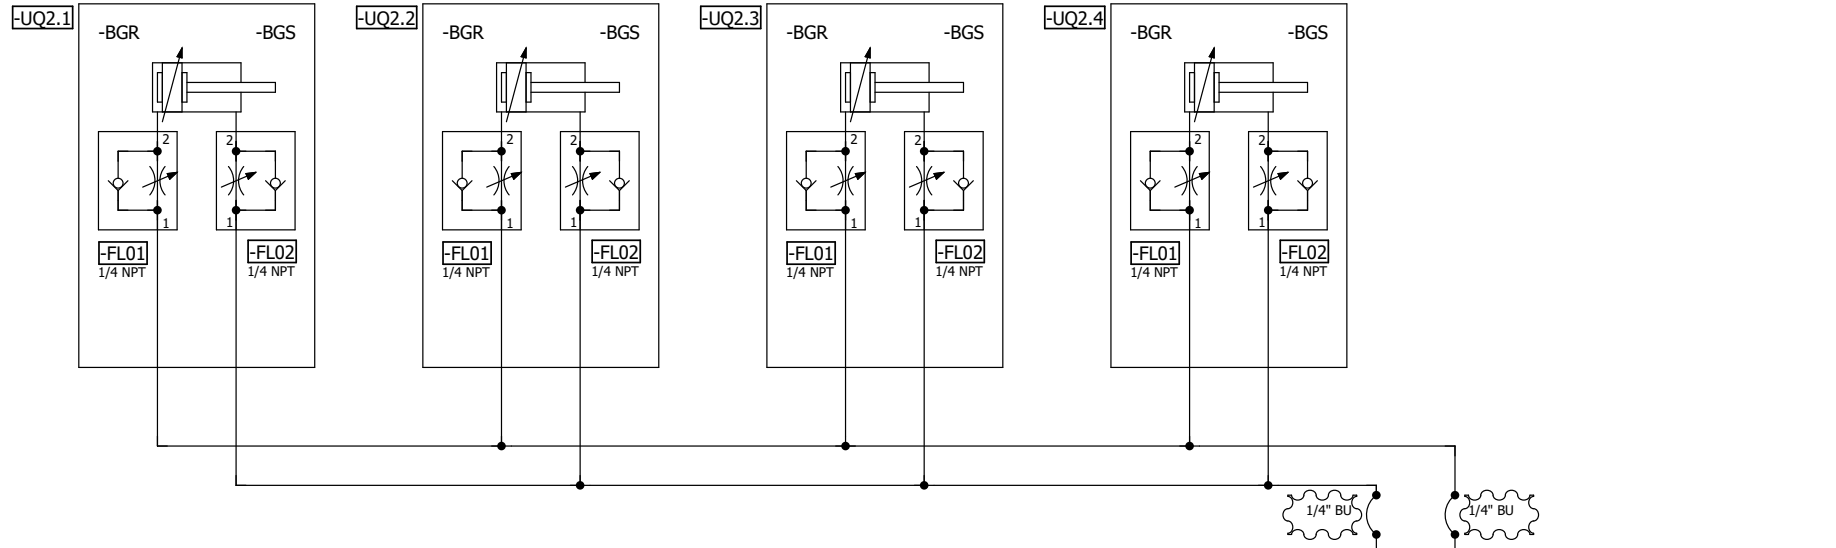 -UQ2.1
-UQ2.2
-UQ2.3
-UQ2.4
-BGR -BGS
-BGR -BGS
-BGR -BGS
-BGR -BGS
2 2
2 2
2 2
2 2
1 1
1 1
1 1
1 1
-FL01 -FL02
1/4 NPT 1/4 NPT
-FL01 -FL02
1/4 NPT 1/4 NPT
-FL01 -FL02
1/4 NPT 1/4 NPT
-FL01 -FL02
1/4 NPT 1/4 NPT
1/4" BU
1/4" BU